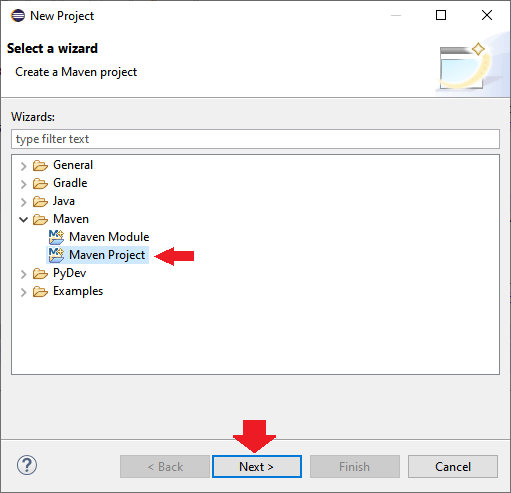 New Project
Select a wizard
Create a Maven project
Wizards:
type filter text
General
Gradle
Java
Maven
Maven Module
Maven Project
PyDev
Examples
? < Back Next > Finish Cancel